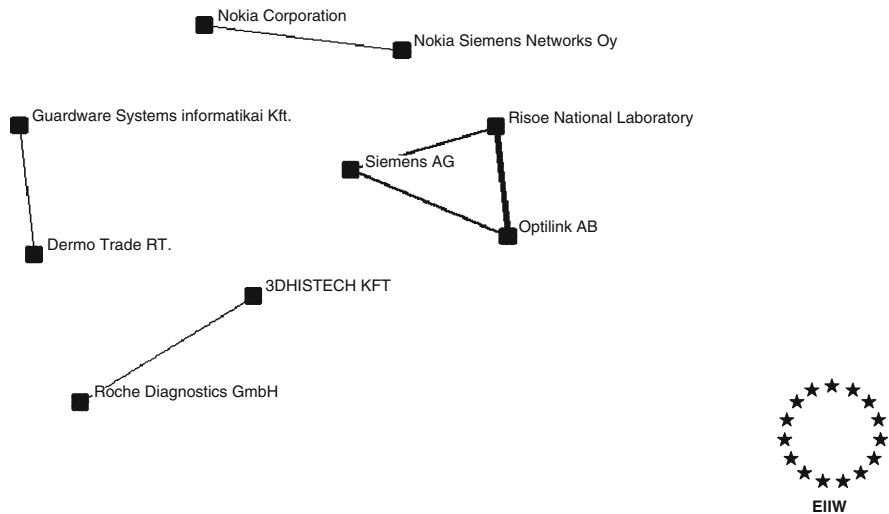 Nokia Corporation
Nokia Siemens Networks Oy
Guardware Systems informatikai Kft.
Risoe National Laboratory
Siemens AG
Optilink AB
Dermo Trade RT.
3DHISTECH KFT
Roche Diagnostics GmbH
EIIW